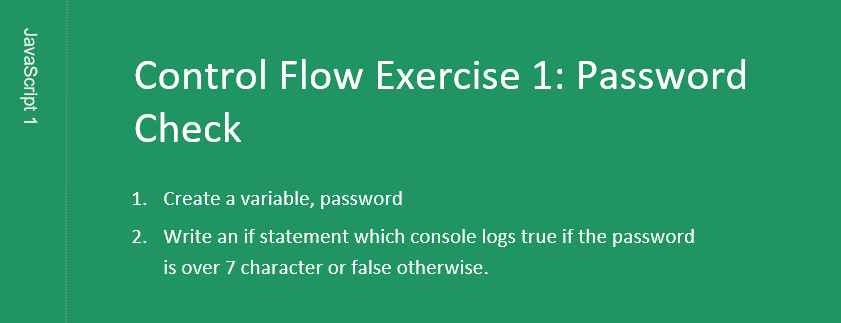 JavaScript 1
Control Flow Exercise 1: Password
Check
1. Create a variable, password
2. Write an if statement which console logs true if the password
is over 7 character or false otherwise.